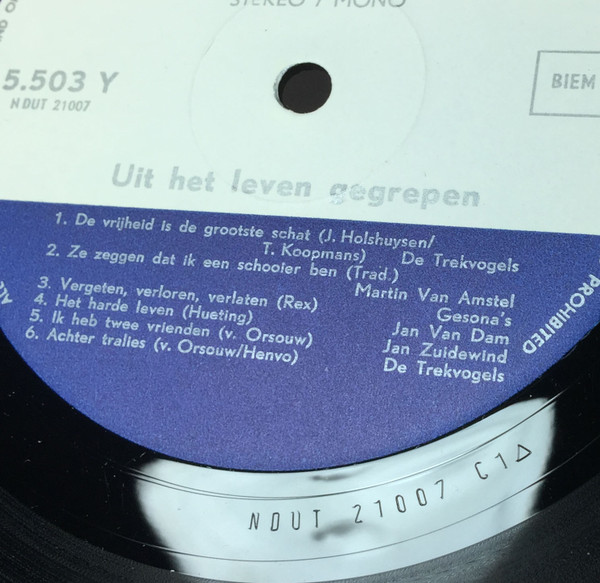 STEREO / MONO
5.503 Y
NDUT 21007
BIEM
Uit het leven gegrepen
1. De vrijheid is de grootste schat (J. Holshuysen/
T. Koopmans) De Trekvogels
2. Ze zeggen dat ik een schooier ben (Trad.)
Martin Van Amstel
3. Vergeten, verloren, verlaten (Rex) Gesona's
4. Het harde leven (Hueting) Jan Van Dam
5. Ik heb twee vrienden (v. Orsouw) Jan Zuidewind
6. Achter tralies (v. Orsouw/Henvo) De Trekvogels
PROHIBITED
NDUT 21007 C1